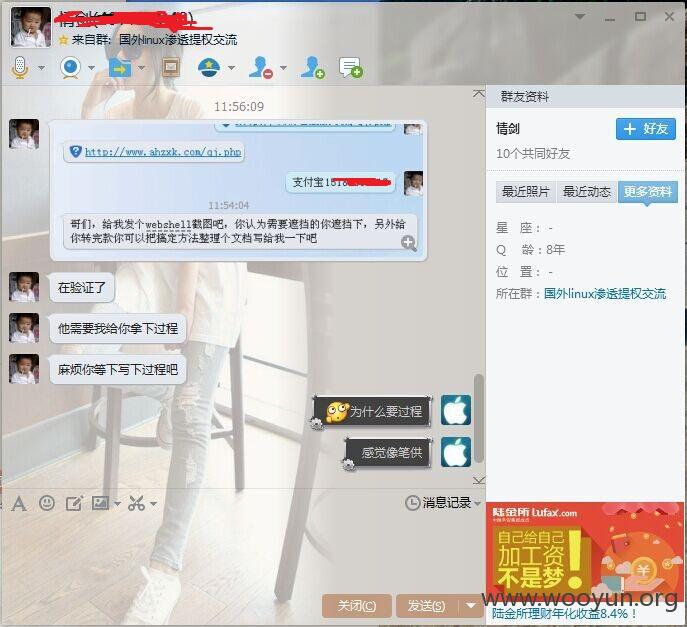 来自群: 国外linux渗透提权交流
11:56:09
http://www.ahzxk.com/qj.php
支付宝
11:54:04
哥们，给我发个webshell截图吧，你认为需要遮挡的你遮挡下，另外给
你转完款你可以把搞定方法整理个文档写给我一下吧
在验证了
他需要我给你拿下过程
麻烦你等下写下过程吧
为什么要过程
感觉像笔供
消息记录
关闭(C)
发送(S)
群友资料
情剑
+ 好友
10个共同好友
最近照片 最近动态 更多资料
星 座: -
Q 龄: 8年
位 置: -
所在群: 国外linux渗透提权交流
陆金所 Lufax.com
自己给自己
加工资
不是梦!
www.wooyun.org
陆金所理财年化收益8.4%！